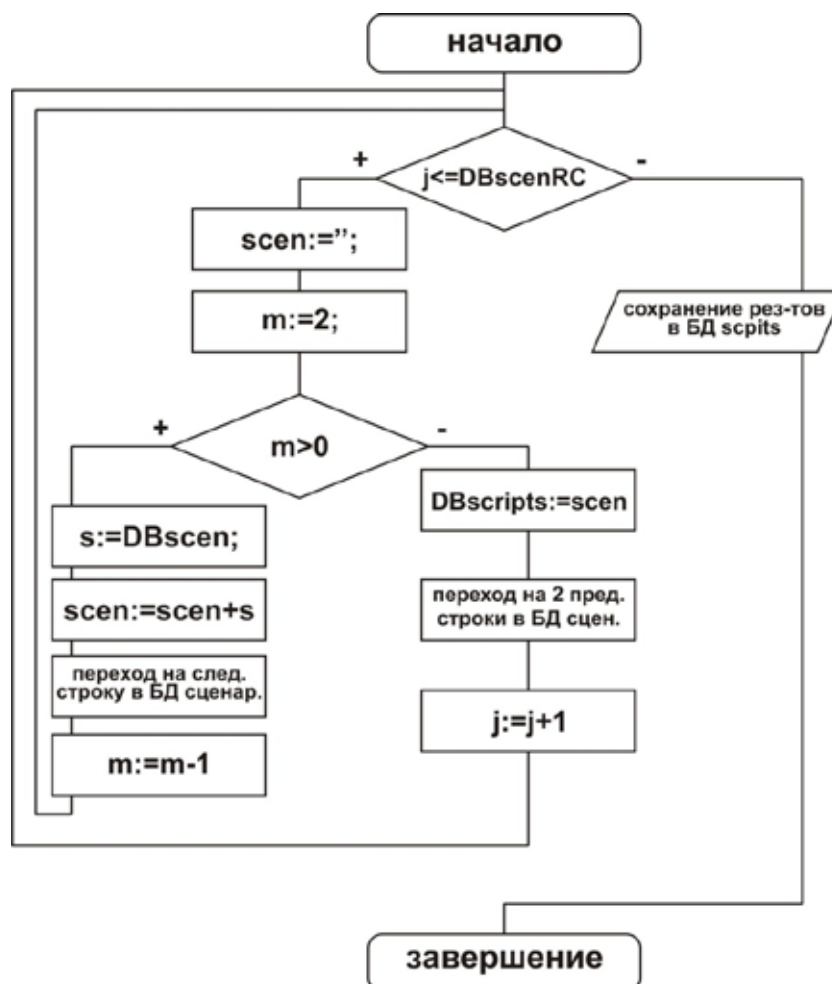 начало
+
-
j<=DBscenRC
scen:=”;
m:=2;
сохранение рез-тов
в БД scpits
+
-
m>0
DBscripts:=scen
s:=DBscen;
scen:=scen+s
переход на 2 пред.
строки в БД сцен.
переход на след.
строку в БД сценар.
j:=j+1
m:=m-1
завершение